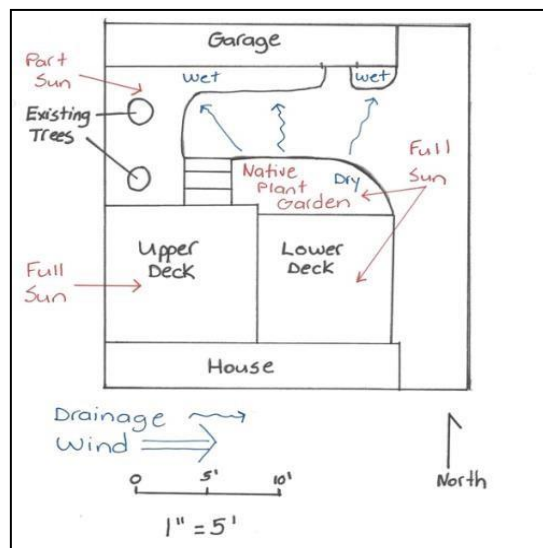 Garage
Part
Sun
wet
wet
Existing
Trees
Full
Sun
Native
Plant
Garden
Dry
Upper
Deck
Lower
Deck
Full
Sun
House
Drainage
Wind
0 5' 10'
1" = 5'
North